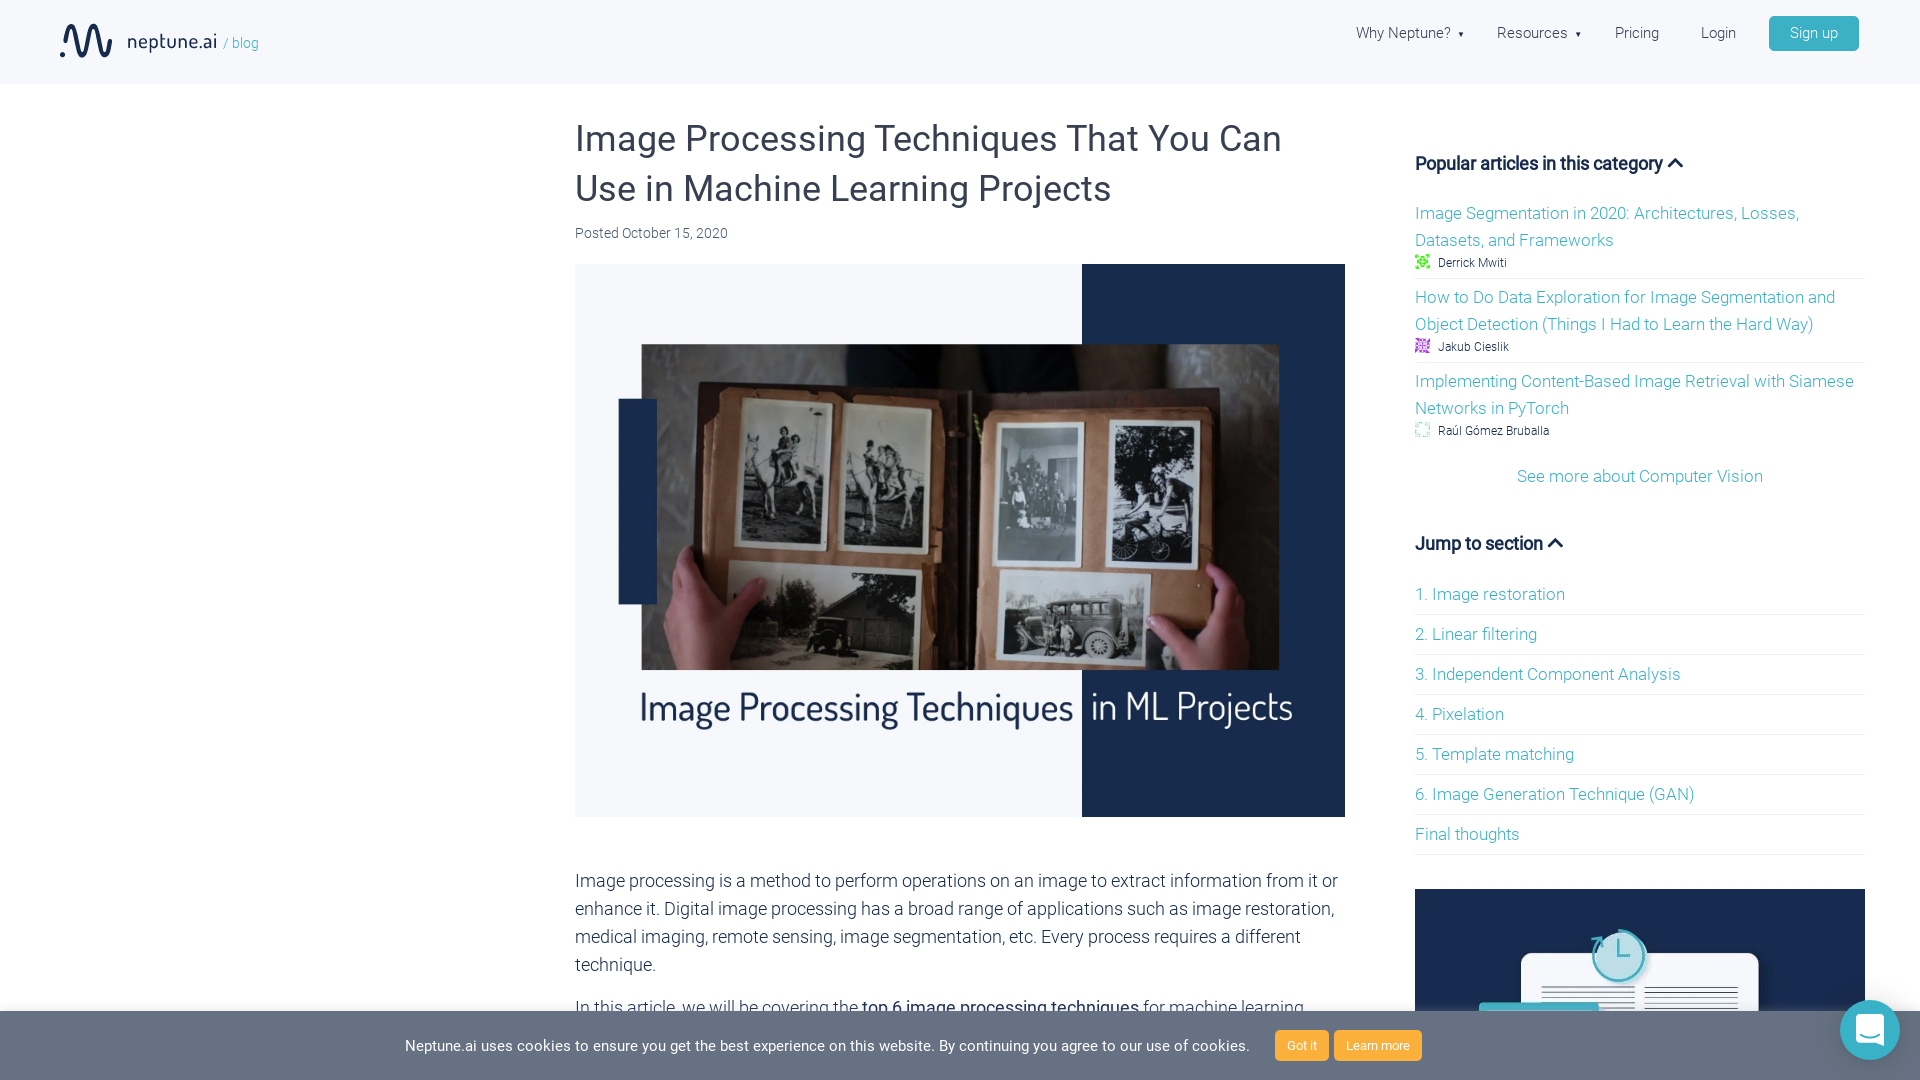 neptune.ai / blog
Why Neptune? ▾
Resources ▾
Pricing
Login
Sign up
Image Processing Techniques That You Can
Use in Machine Learning Projects
Posted October 15, 2020
Image Processing Techniques in ML Projects
Image processing is a method to perform operations on an image to extract information from it or
enhance it. Digital image processing has a broad range of applications such as image restoration,
medical imaging, remote sensing, image segmentation, etc. Every process requires a different
technique.
In this article, we will be covering the top 6 image processing techniques for machine learning
Popular articles in this category
Image Segmentation in 2020: Architectures, Losses,
Datasets, and Frameworks
Derrick Mwiti
How to Do Data Exploration for Image Segmentation and
Object Detection (Things I Had to Learn the Hard Way)
Jakub Cieslik
Implementing Content-Based Image Retrieval with Siamese
Networks in PyTorch
Raúl Gómez Bruballa
See more about Computer Vision
Jump to section
1. Image restoration
2. Linear filtering
3. Independent Component Analysis
4. Pixelation
5. Template matching
6. Image Generation Technique (GAN)
Final thoughts
Neptune.ai uses cookies to ensure you get the best experience on this website. By continuing you agree to our use of cookies.
Got it
Learn more